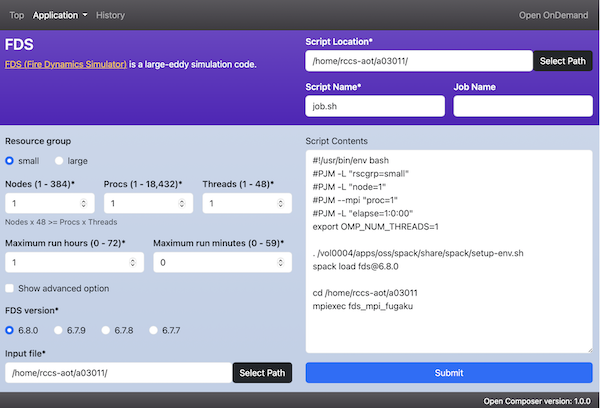 Top Application History Open OnDemand
FDS
FDS (Fire Dynamics Simulator) is a large-eddy simulation code.
Script Location*
/home/rccs-aot/a03011/ Select Path
Script Name* Job Name
job.sh
Resource group
small large
Nodes (1 - 384)* Procs (1 - 18,432)* Threads (1 - 48)*
1 1 1
Nodes x 48 >= Procs x Threads
Maximum run hours (0 - 72)* Maximum run minutes (0 - 59)*
1 0
Show advanced option
FDS version*
6.8.0 6.7.9 6.7.8 6.7.7
Input file*
/home/rccs-aot/a03011/ Select Path
Script Contents
#!/usr/bin/env bash
#PJM -L "rscgrp=small"
#PJM -L "node=1"
#PJM --mpi "proc=1"
#PJM -L "elapse=1:0:00"
export OMP_NUM_THREADS=1
. /vol0004/apps/oss/spack/share/spack/setup-env.sh
spack load fds@6.8.0
cd /home/rccs-aot/a03011
mpiexec fds_mpi_fugaku
Submit
Open Composer version: 1.0.0